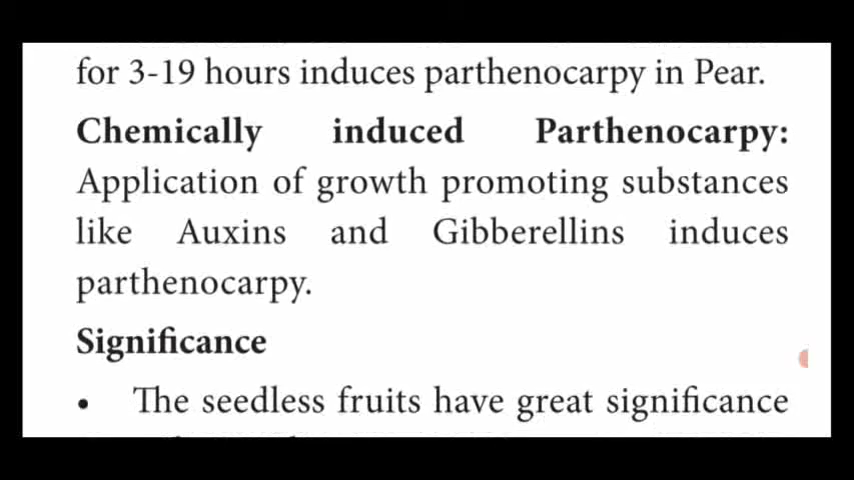 for 3-19 hours induces parthenocarpy in Pear.
Chemically induced Parthenocarpy:
Application of growth promoting substances
like Auxins and Gibberellins induces
parthenocarpy.
Significance
• The seedless fruits have great significance